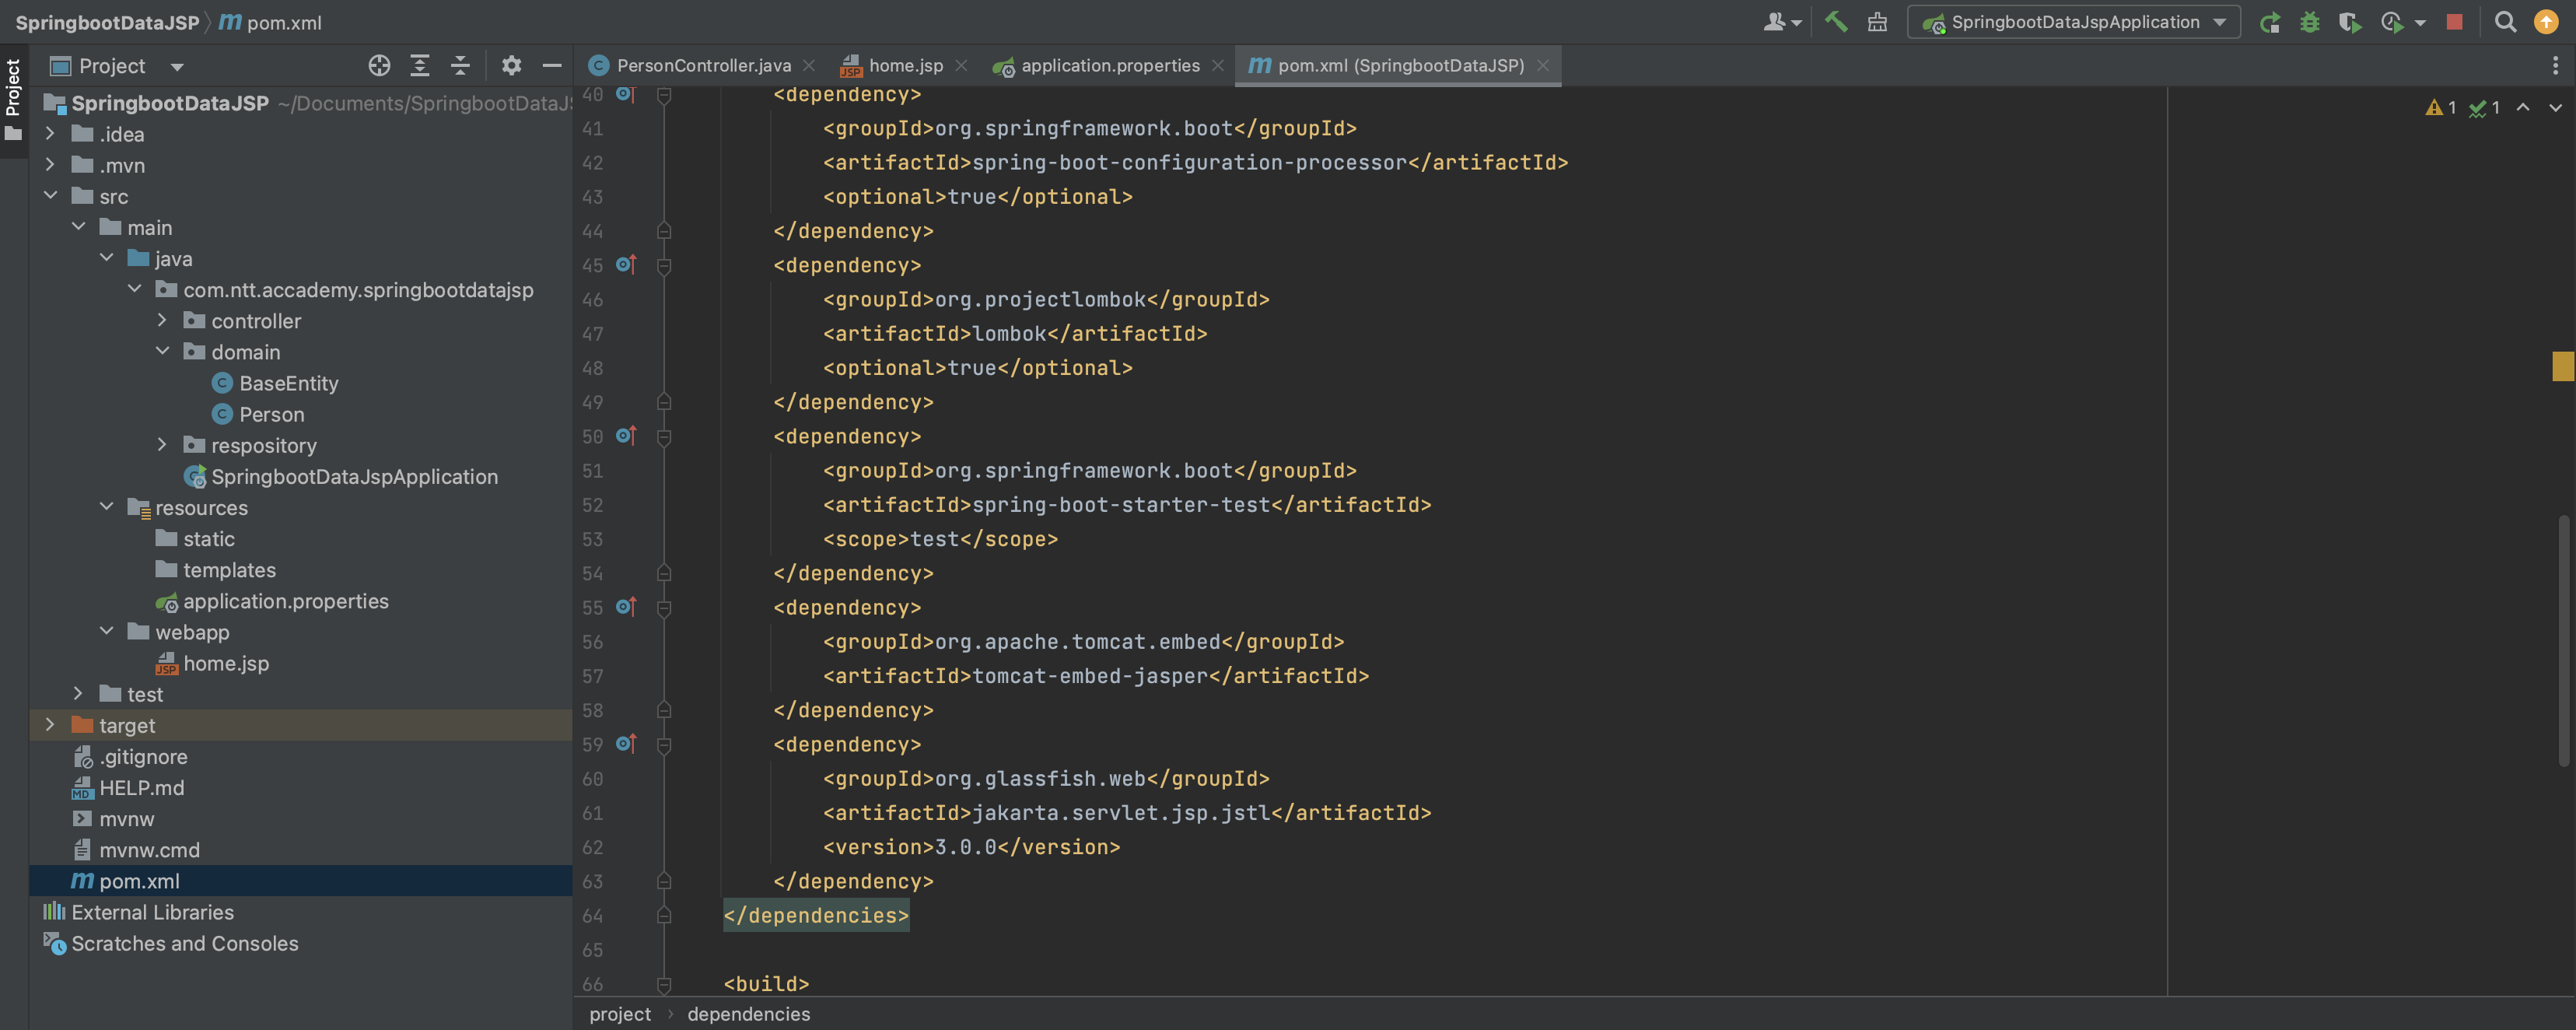 SpringbootDataJSP pom.xml
SpringbootDataJspApplication
Project
Project
PersonController.java
home.jsp
application.properties
pom.xml (SpringbootDataJSP)
SpringbootDataJSP ~/Documents/SpringbootDataJS
.idea
.mvn
src
main
java
com.ntt.accademy.springbootdatajsp
controller
domain
BaseEntity
Person
respository
SpringbootDataJspApplication
resources
static
templates
application.properties
webapp
home.jsp
test
target
.gitignore
HELP.md
mvnw
mvnw.cmd
pom.xml
External Libraries
Scratches and Consoles
1 1
40 <dependency>
41 <groupId>org.springframework.boot</groupId>
42 <artifactId>spring-boot-configuration-processor</artifactId>
43 <optional>true</optional>
44 </dependency>
45 <dependency>
46 <groupId>org.projectlombok</groupId>
47 <artifactId>lombok</artifactId>
48 <optional>true</optional>
49 </dependency>
50 <dependency>
51 <groupId>org.springframework.boot</groupId>
52 <artifactId>spring-boot-starter-test</artifactId>
53 <scope>test</scope>
54 </dependency>
55 <dependency>
56 <groupId>org.apache.tomcat.embed</groupId>
57 <artifactId>tomcat-embed-jasper</artifactId>
58 </dependency>
59 <dependency>
60 <groupId>org.glassfish.web</groupId>
61 <artifactId>jakarta.servlet.jsp.jstl</artifactId>
62 <version>3.0.0</version>
63 </dependency>
64 </dependencies>
65
66 <build>
project › dependencies